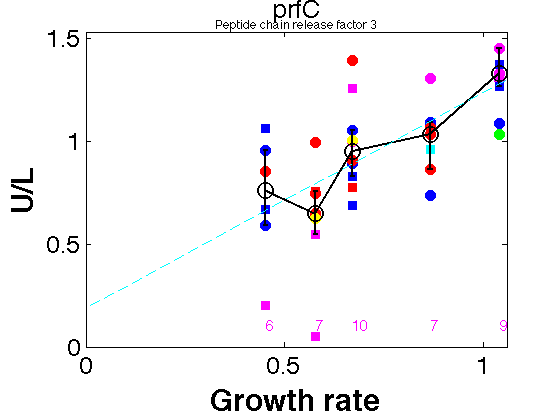 prfC
Peptide chain release factor 3
1.5
1
0.5
0
U/L
6 7 10 7 9
0 0.5 1
Growth rate